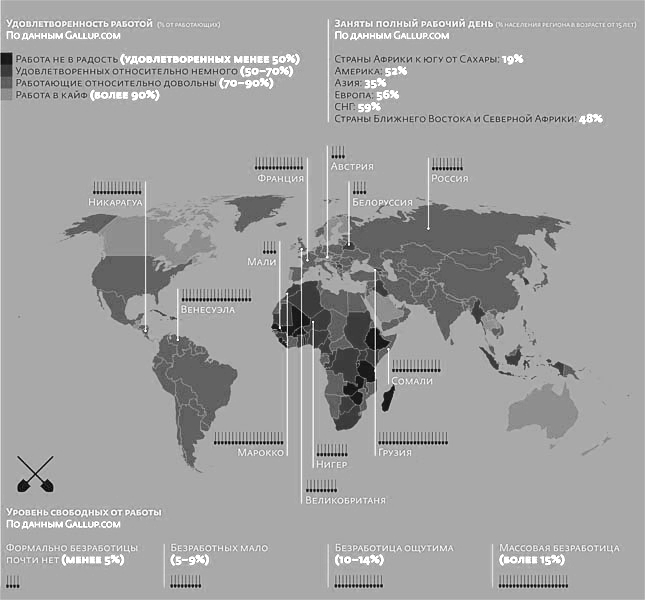 Удовлетворенность работой (% от работающих)
По данным Gallup.com
Работа не в радость (удовлетворенных менее 50%)
Удовлетворенных относительно немного (50–70%)
Работающие относительно довольны (70–90%)
Работа в кайф (более 90%)
Заняты полный рабочий день (% населения региона в возрасте от 15 лет)
По данным Gallup.com
Страны Африки к югу от Сахары: 19%
Америка: 52%
Азия: 35%
Европа: 56%
СНГ: 59%
Страны Ближнего Востока и Северной Африки: 48%
Австрия
Франция
Россия
Никарагуа
Белоруссия
Мали
Венесуэла
Сомали
Марокко
Нигер
Грузия
Великобританя
Уровень свободных от работы
По данным Gallup.com
Формально безработицы
почти нет (менее 5%)
Безработных мало
(5–9%)
Безработица ощутима
(10–14%)
Массовая безработица
(более 15%)